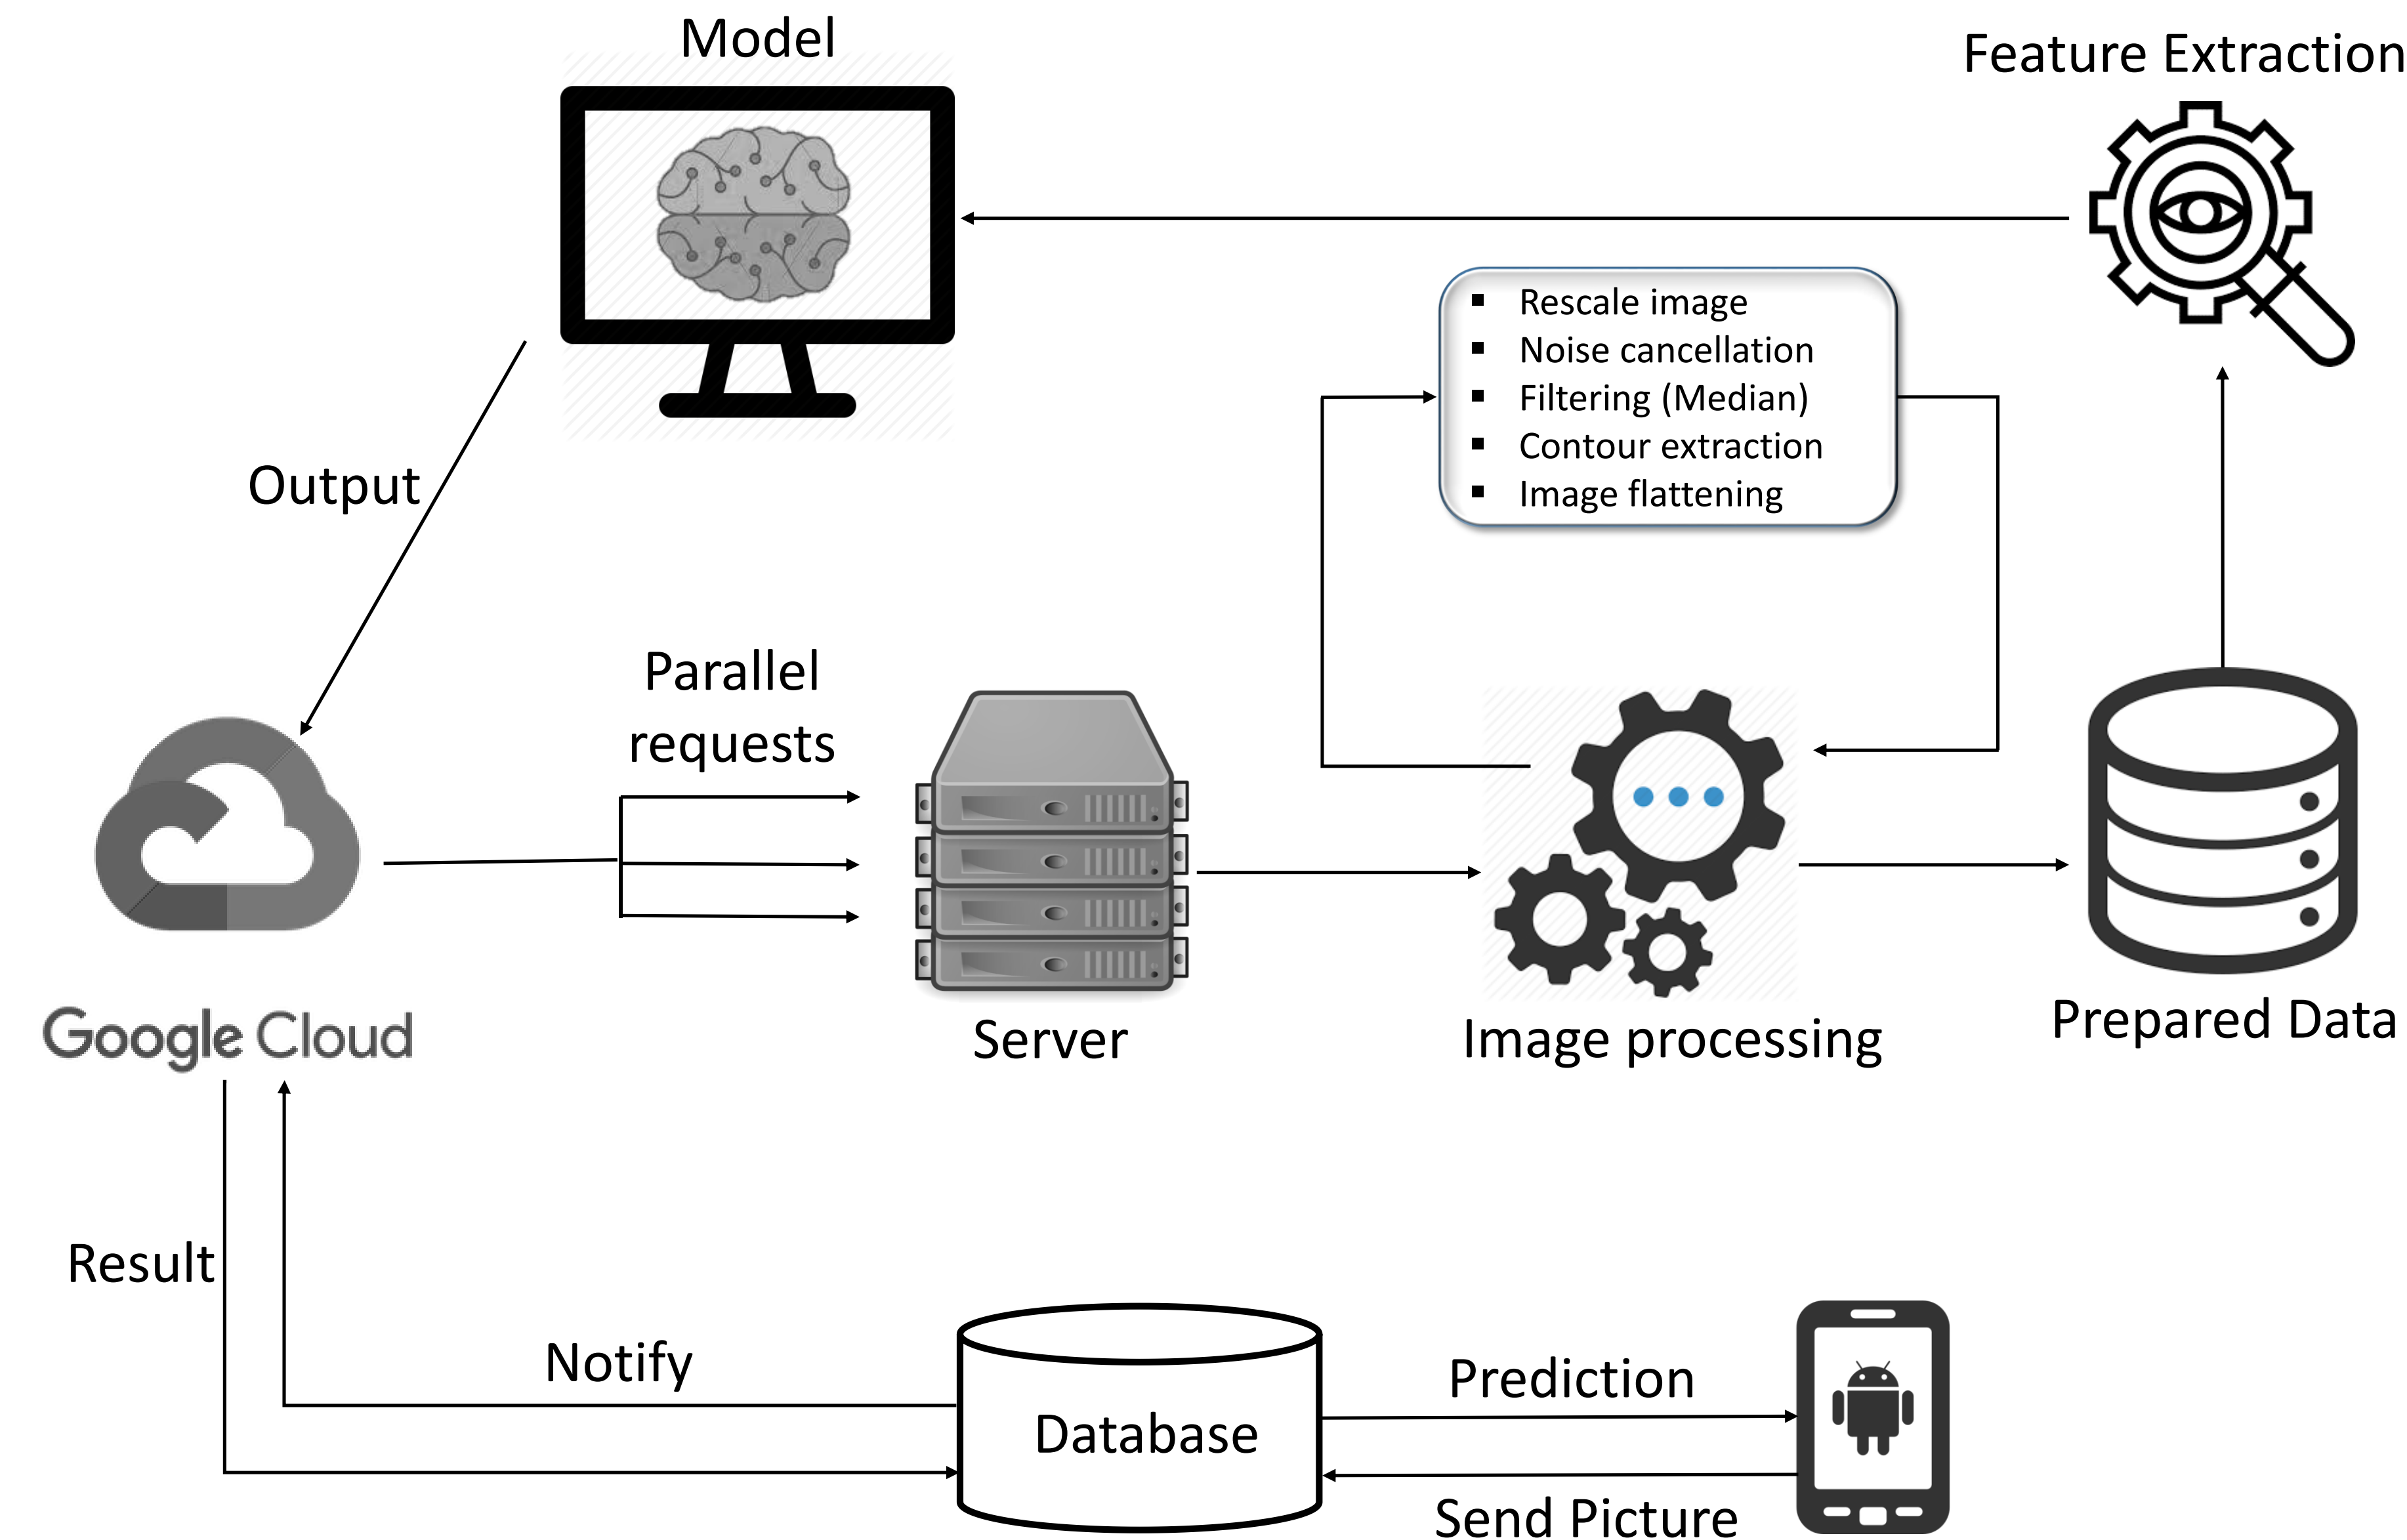 Model
Feature Extraction
▪ Rescale image
▪ Noise cancellation
▪ Filtering (Median)
▪ Contour extraction
▪ Image flattening
Output
Parallel
requests
Google Cloud
Server
Image processing
Prepared Data
Result
Notify
Database
Prediction
Send Picture